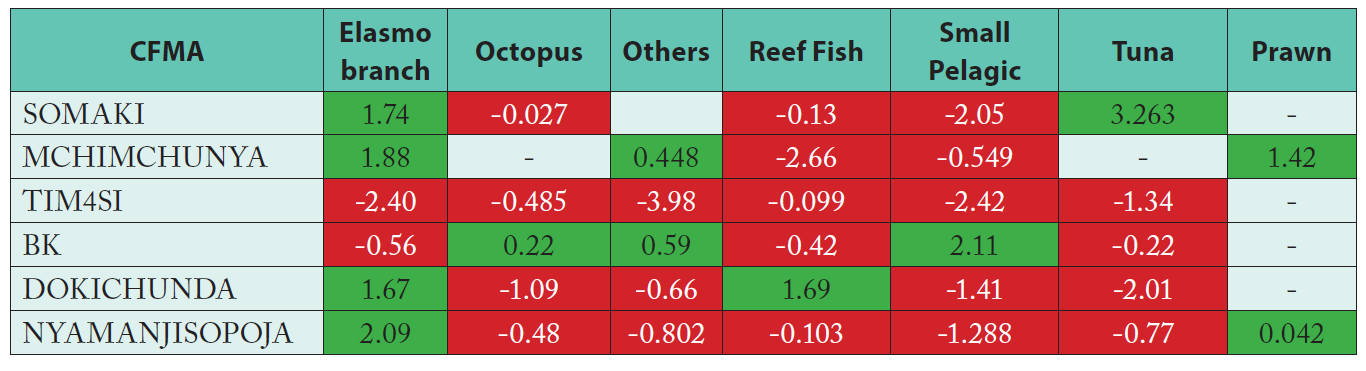 CFMA Elasmo branch Octopus Others Reef Fish Small Pelagic Tuna Prawn
SOMAKI 1.74 -0.027 -0.13 -2.05 3.263 -
MCHIMCHUNYA 1.88 - 0.448 -2.66 -0.549 - 1.42
TIM4SI -2.40 -0.485 -3.98 -0.099 -2.42 -1.34 -
BK -0.56 0.22 0.59 -0.42 2.11 -0.22 -
DOKICHUNDA 1.67 -1.09 -0.66 1.69 -1.41 -2.01 -
NYAMANJISOPOJA 2.09 -0.48 -0.802 -0.103 -1.288 -0.77 0.042